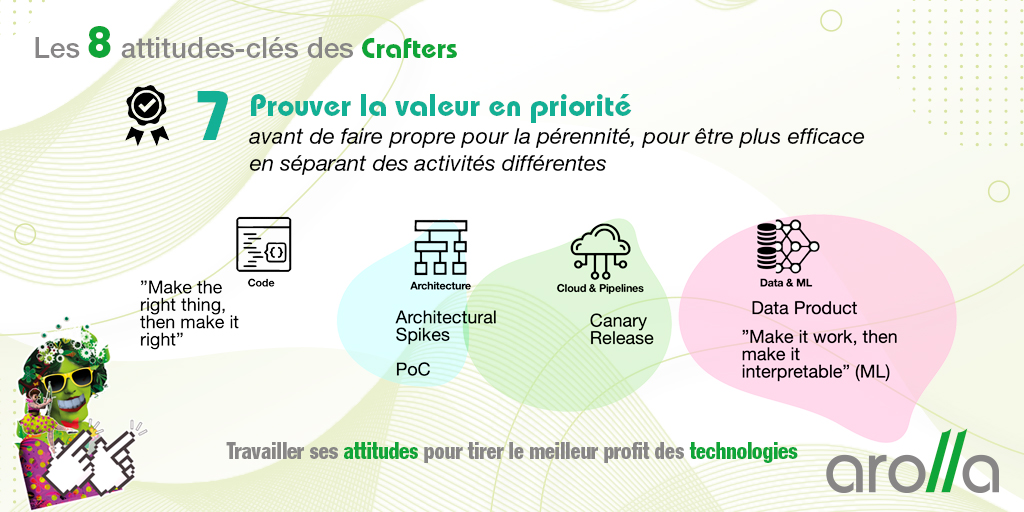 Les 8 attitudes-clés des Crafters
7 Prouver la valeur en priorité
avant de faire propre pour la pérennité, pour être plus efficace
en séparant des activités différentes
{}
Code
”Make the
right thing,
then make it
right”
Architecture
Architectural
Spikes
PoC
Cloud & Pipelines
Canary
Release
Data & ML
Data Product
”Make it work, then
make it
interpretable” (ML)
Travailler ses attitudes pour tirer le meilleur profit des technologies
arolla